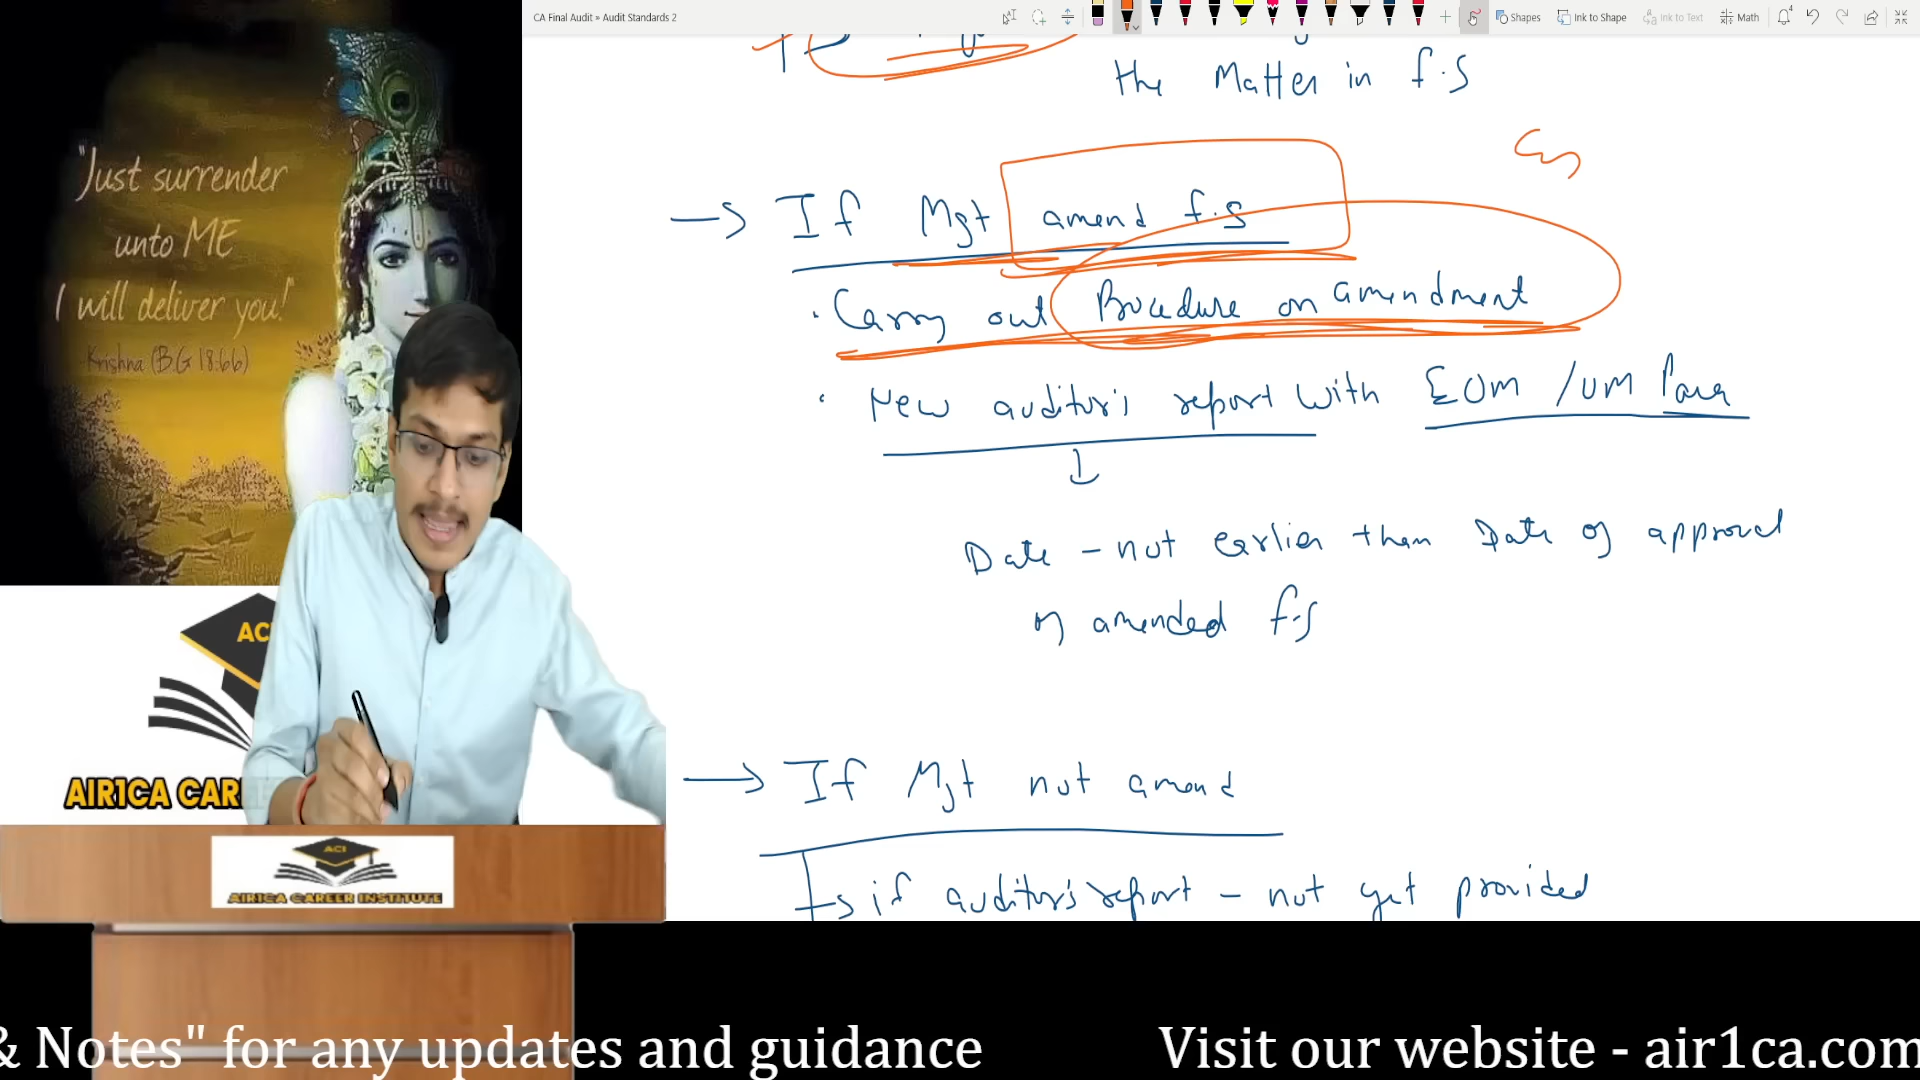 CA Final Audit » Audit Standards 2
Shapes
Ink to Shape
Ink to Text
Math
the Matter in f.S
"Just surrender
unto ME
I will deliver you!"
Krishna (B.G 18.66)
→ If Mgt amend f.S
· Carry out Procedure on amendment
· New auditor's report with EOM / OM Para
Date - not earlier than Date of approval
of amended f.S
→ If Mgt not amend
↳ if auditor's report - not yet provided
AC
AIR1CA CAR
ACI
AIR1CA CAREER INSTITUTE
& Notes" for any updates and guidance
Visit our website - air1ca.com